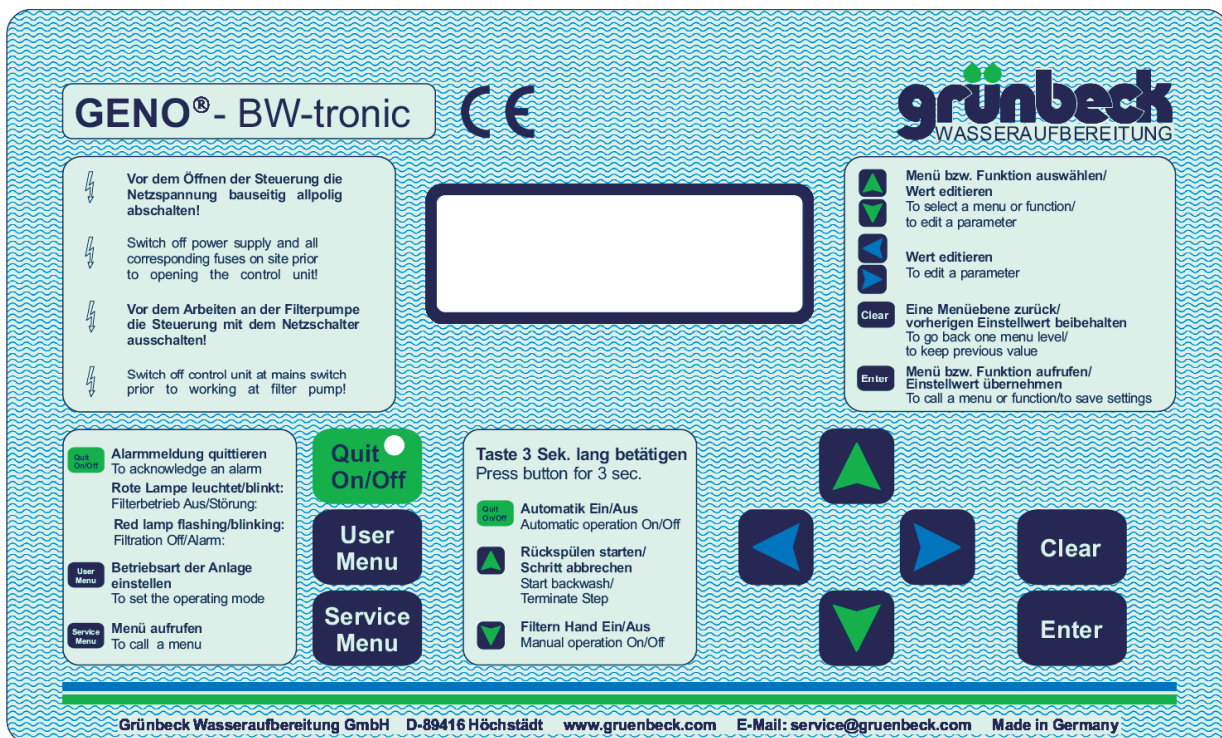 GENO®- BW-tronic
CE
grünbeck
WASSERAUFBEREITUNG
Vor dem Öffnen der Steuerung die
Netzspannung bauseitig allpolig
abschalten!
Switch off power supply and all
corresponding fuses on site prior
to opening the control unit!
Vor dem Arbeiten an der Filterpumpe
die Steuerung mit dem Netzschalter
ausschalten!
Switch off control unit at mains switch
prior to working at filter pump!
Menü bzw. Funktion auswählen/
Wert editieren
To select a menu or function/
to edit a parameter
Wert editieren
To edit a parameter
Clear
Eine Menüebene zurück/
vorherigen Einstellwert beibehalten
To go back one menu level/
to keep previous value
Enter
Menü bzw. Funktion aufrufen/
Einstellwert übernehmen
To call a menu or function/to save settings
Quit
On/Off
Alarmmeldung quittieren
To acknowledge an alarm
Rote Lampe leuchtet/blinkt:
Filterbetrieb Aus/Störung:
Red lamp flashing/blinking:
Filtration Off/Alarm:
User
Menu
Betriebsart der Anlage
einstellen
To set the operating mode
Service
Menu
Menü aufrufen
To call a menu
Quit
On/Off
User
Menu
Service
Menu
Taste 3 Sek. lang betätigen
Press button for 3 sec.
Quit
On/Off
Automatik Ein/Aus
Automatic operation On/Off
Rückspülen starten/
Schritt abbrechen
Start backwash/
Terminate Step
Filtern Hand Ein/Aus
Manual operation On/Off
Clear
Enter
Grünbeck Wasseraufbereitung GmbH D-89416 Höchstädt www.gruenbeck.com E-Mail: service@gruenbeck.com Made in Germany